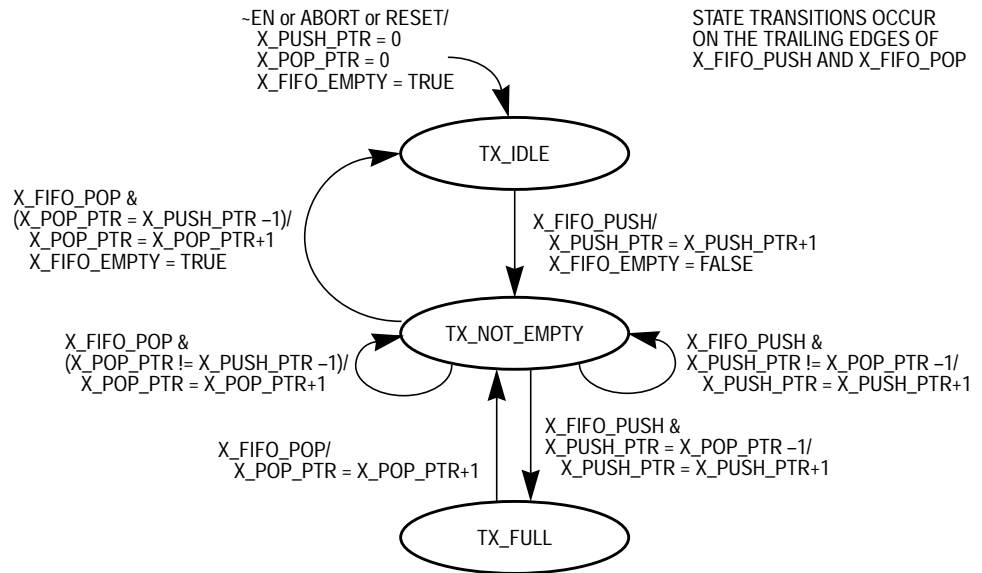 ~EN or ABORT or RESET/
X_PUSH_PTR = 0
X_POP_PTR = 0
X_FIFO_EMPTY = TRUE
STATE TRANSITIONS OCCUR
ON THE TRAILING EDGES OF
X_FIFO_PUSH AND X_FIFO_POP
TX_IDLE
X_FIFO_POP &
(X_POP_PTR = X_PUSH_PTR –1)/
X_POP_PTR = X_POP_PTR+1
X_FIFO_EMPTY = TRUE
X_FIFO_PUSH/
X_PUSH_PTR = X_PUSH_PTR+1
X_FIFO_EMPTY = FALSE
TX_NOT_EMPTY
X_FIFO_POP &
(X_POP_PTR != X_PUSH_PTR –1)/
X_POP_PTR = X_POP_PTR+1
X_FIFO_PUSH &
X_PUSH_PTR != X_POP_PTR –1/
X_PUSH_PTR = X_PUSH_PTR+1
X_FIFO_POP/
X_POP_PTR = X_POP_PTR+1
X_FIFO_PUSH &
X_PUSH_PTR = X_POP_PTR –1/
X_PUSH_PTR = X_PUSH_PTR+1
TX_FULL